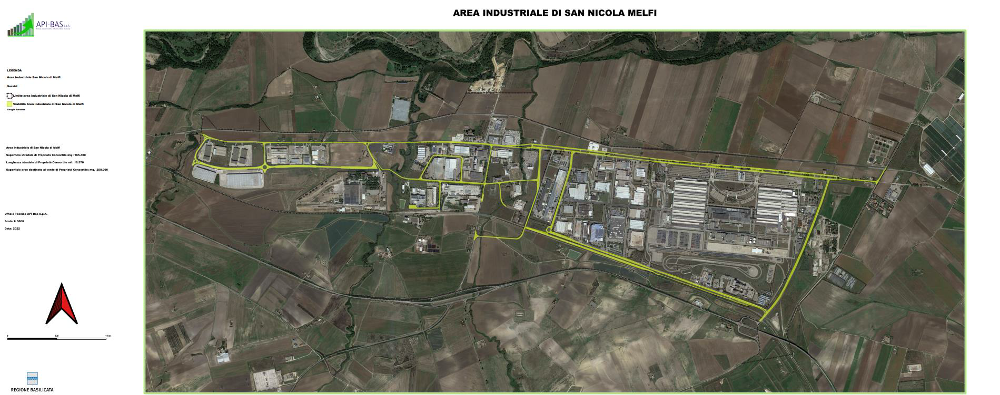 AREA INDUSTRIALE DI SAN NICOLA MELFI
API-BAS S.p.A.
LEGENDA
Area Industriale San Nicola di Melfi
Servizi
Limite area industriale di San Nicola di Melfi
Viabilità Area industriale di San Nicola di Melfi
Google Satellite
Area Industriale di San Nicola di Melfi
Superficie stradale di Proprietà Consortile mq : 165.400
Lunghezza stradale di Proprietà Consortile ml : 18.370
Superficie aree destinate al verde di Proprietà Consortile: mq. 258.000
Ufficio Tecnico API-Bas S.p.A.
Scala 1: 5000
Data: 2022
0 0,5 1 km
REGIONE BASILICATA